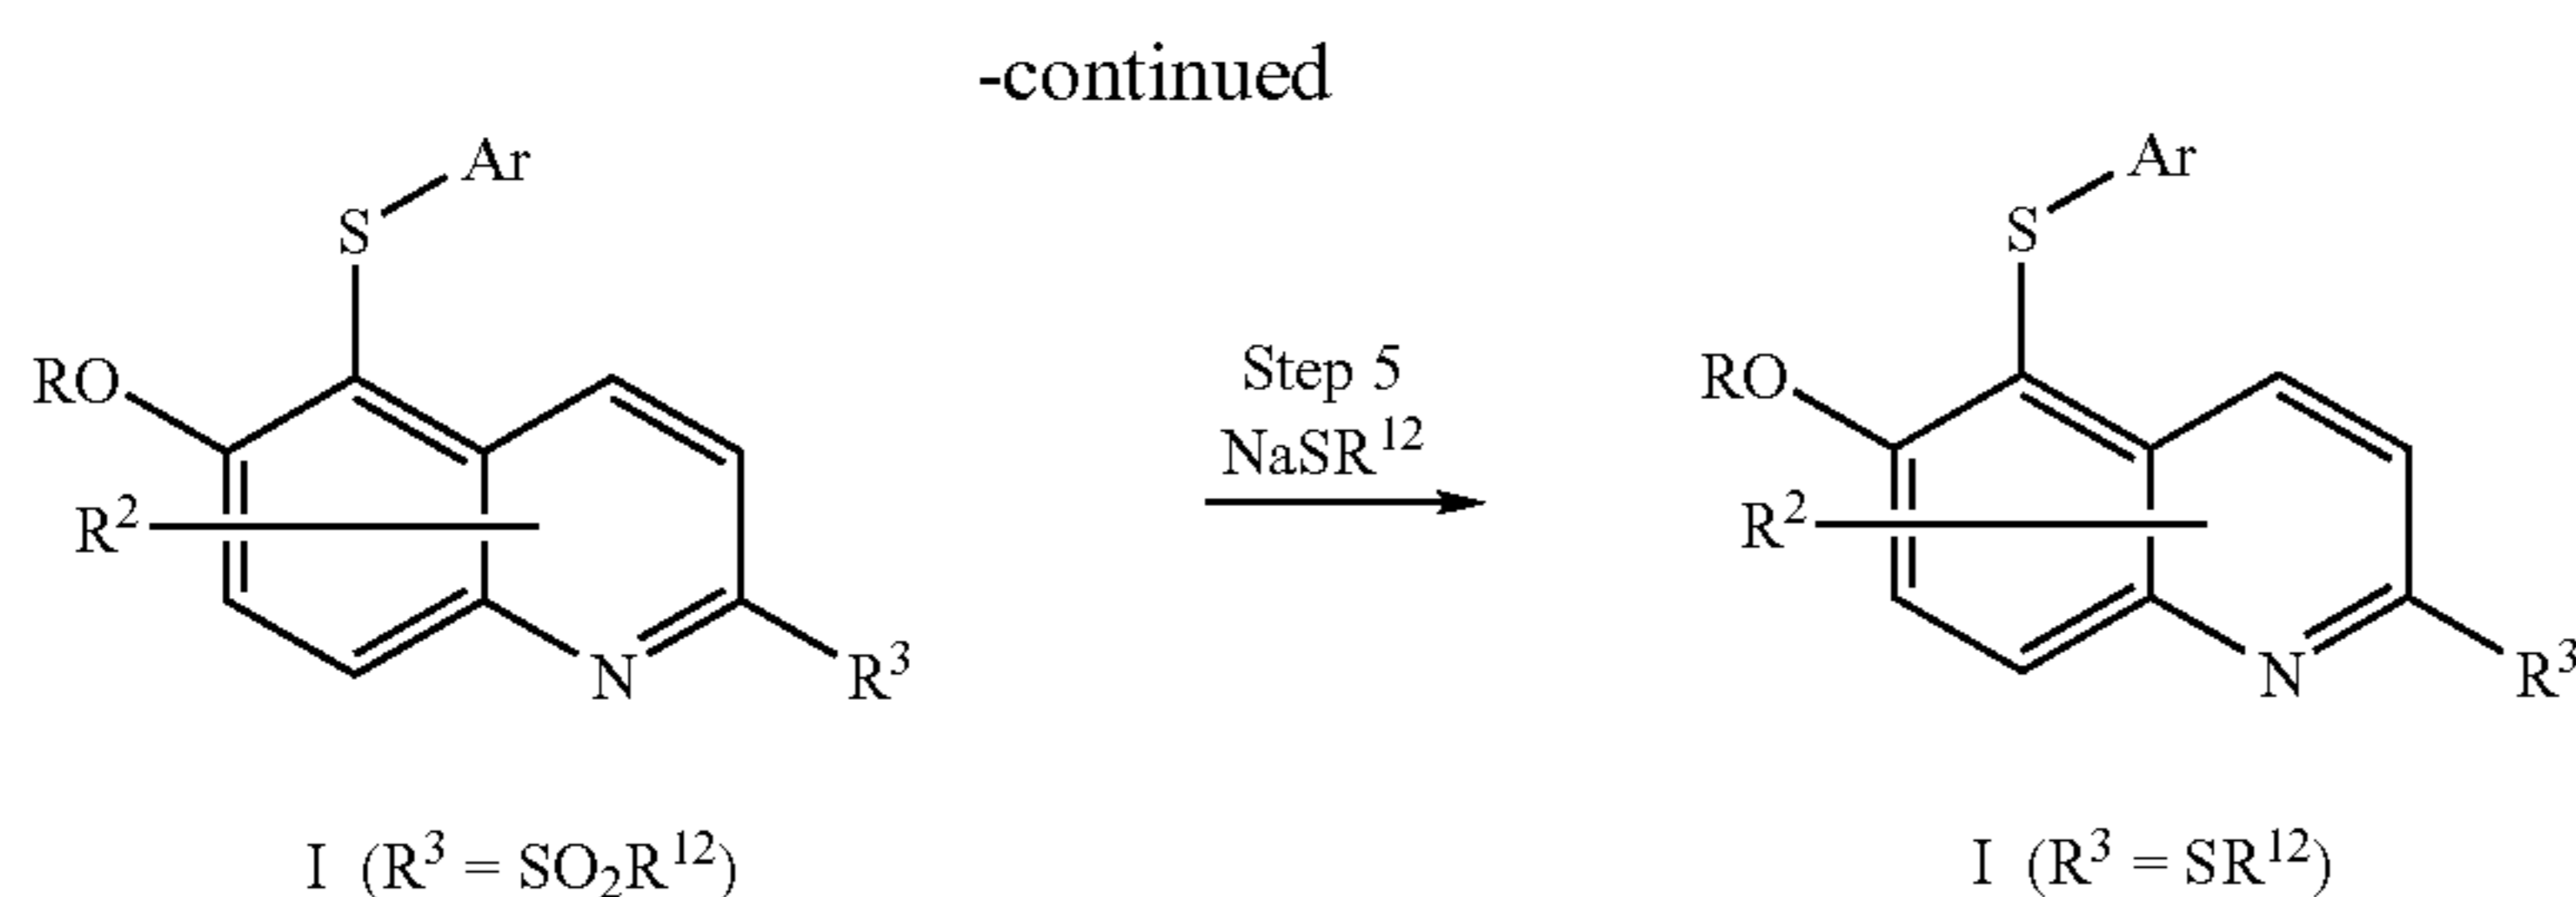 -continued
Ar
Ar
S
S
RO
Step 5
RO
NaSR¹²
R²
R²
N
R³
N
R³
I (R³ = SO₂R¹²)
I (R³ = SR¹²)